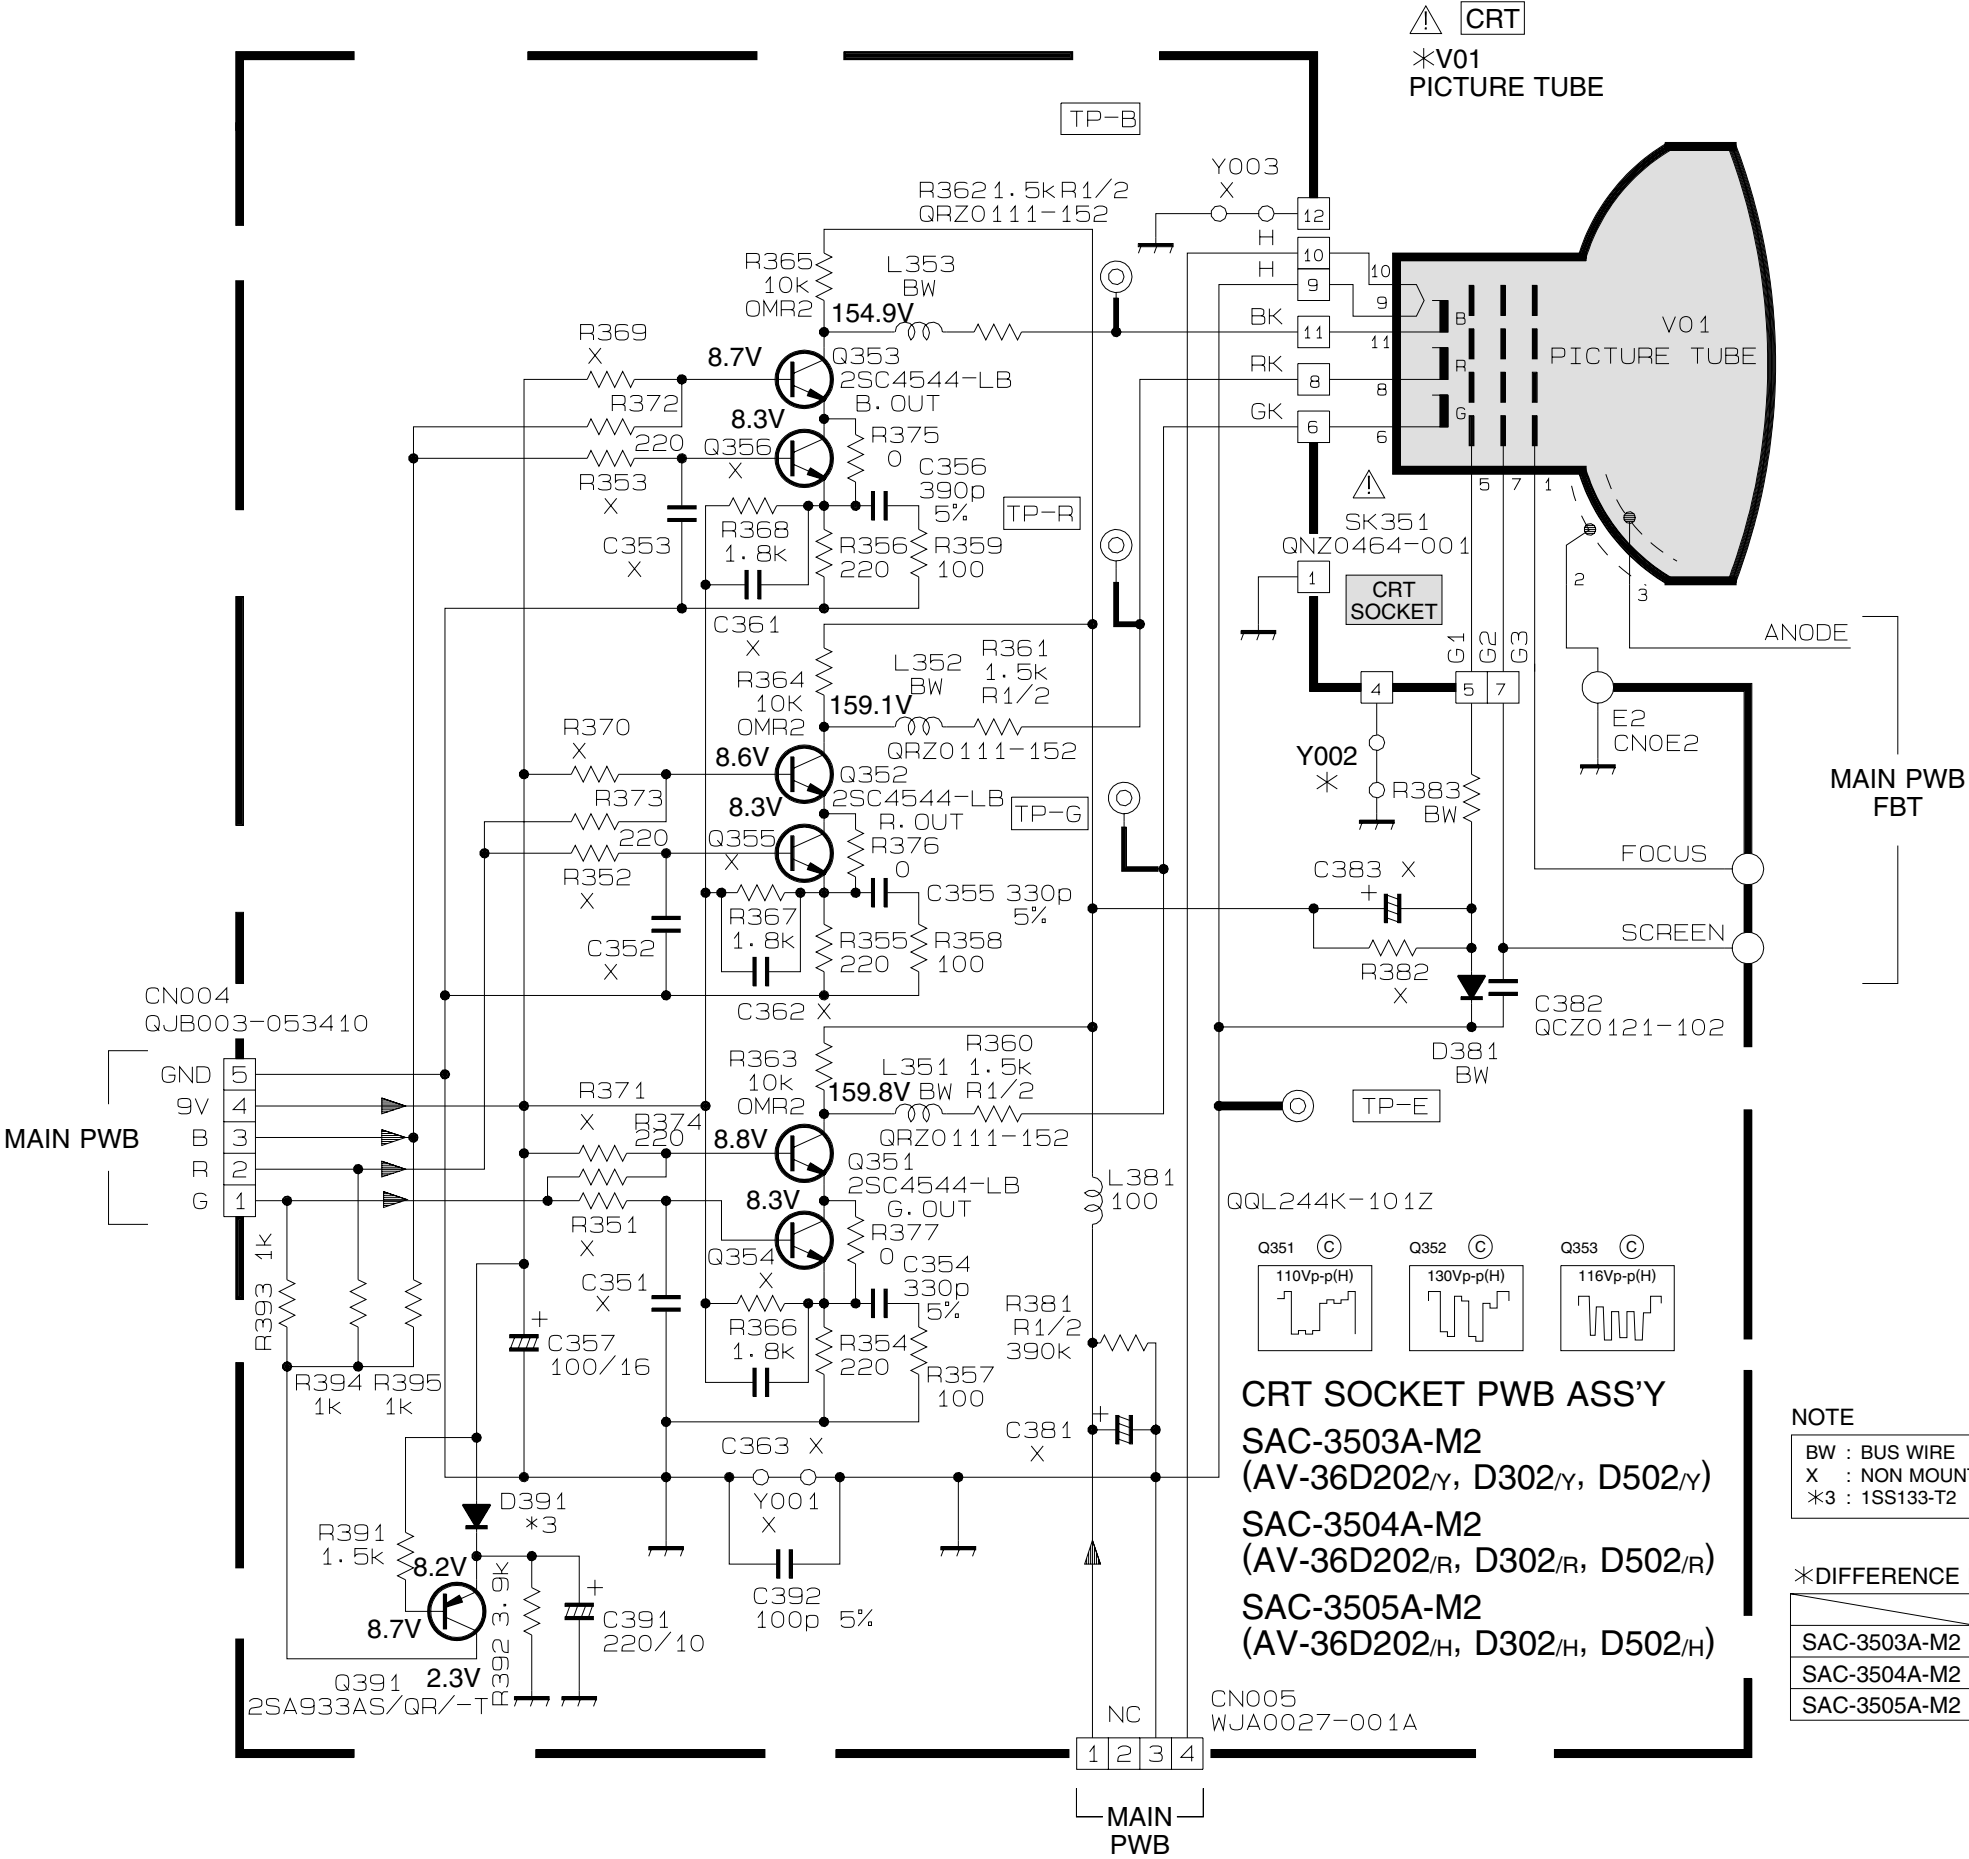 CRT
*V01
PICTURE TUBE
TP-B
Y003
X
R362 1.5k R1/2
QRZ0111-152
12
H
10
H
9
BK
11
RK
8
GK
6
10
9
11
8
6
B
R
G
V01
PICTURE TUBE
5
7
1
2
3
R365
10k
OMR2
L353
BW
154.9V
R369
X
8.7V
Q353
2SC4544-LB
B.OUT
R372
220
8.3V
Q356
X
R375
0
R353
X
C356
390p
5%
TP-R
R368
1.8k
C353
X
R356
220
R359
100
C361
X
SK351
QNZ0464-001
1
CRT
SOCKET
G1
G2
G3
ANODE
4
5
7
E2
CN0E2
MAIN PWB
FBT
R364
10K
OMR2
L352
BW
R361
1.5k
R1/2
159.1V
QRZ0111-152
R370
X
8.6V
Q352
2SC4544-LB
R.OUT
R373
220
8.3V
Q355
X
R376
0
R352
X
TP-G
Y002
*
R383
BW
C383 X
+
FOCUS
SCREEN
R382
X
C355 330p
5%
R367
1.8k
C352
X
R355
220
R358
100
C362 X
C382
QCZ0121-102
D381
BW
TP-E
CN004
QJB003-053410
MAIN PWB
GND 5
9V 4
B 3
R 2
G 1
R363
10k
OMR2
L351
BW
R360
1.5k
R1/2
159.8V
QRZ0111-152
R371
X
R374
220
8.8V
Q351
2SC4544-LB
G.OUT
R351
X
8.3V
Q354
X
R377
0
C354
330p
5%
C351
X
R366
1.8k
R354
220
R357
100
L381
100
QQL244K-101Z
Q351 C
110Vp-p(H)
Q352 C
130Vp-p(H)
Q353 C
116Vp-p(H)
R393 1k
R394
1k
R395
1k
+
C357
100/16
R381
R1/2
390k
+
C381
X
C363 X
Y001
X
C392
100p 5%
D391
*3
R391
1.5k
8.2V
8.7V
2.3V
Q391
2SA933AS/QR/-T
R392 3.9k
+
C391
220/10
CRT SOCKET PWB ASS'Y
SAC-3503A-M2
(AV-36D202/Y, D302/Y, D502/Y)
SAC-3504A-M2
(AV-36D202/R, D302/R, D502/R)
SAC-3505A-M2
(AV-36D202/H, D302/H, D502/H)
NOTE
BW : BUS WIRE
X : NON MOUNT
*3 : 1SS133-T2
*DIFFERENCE
SAC-3503A-M2
SAC-3504A-M2
SAC-3505A-M2
NC
CN005
WJA0027-001A
1 2 3 4
MAIN
PWB